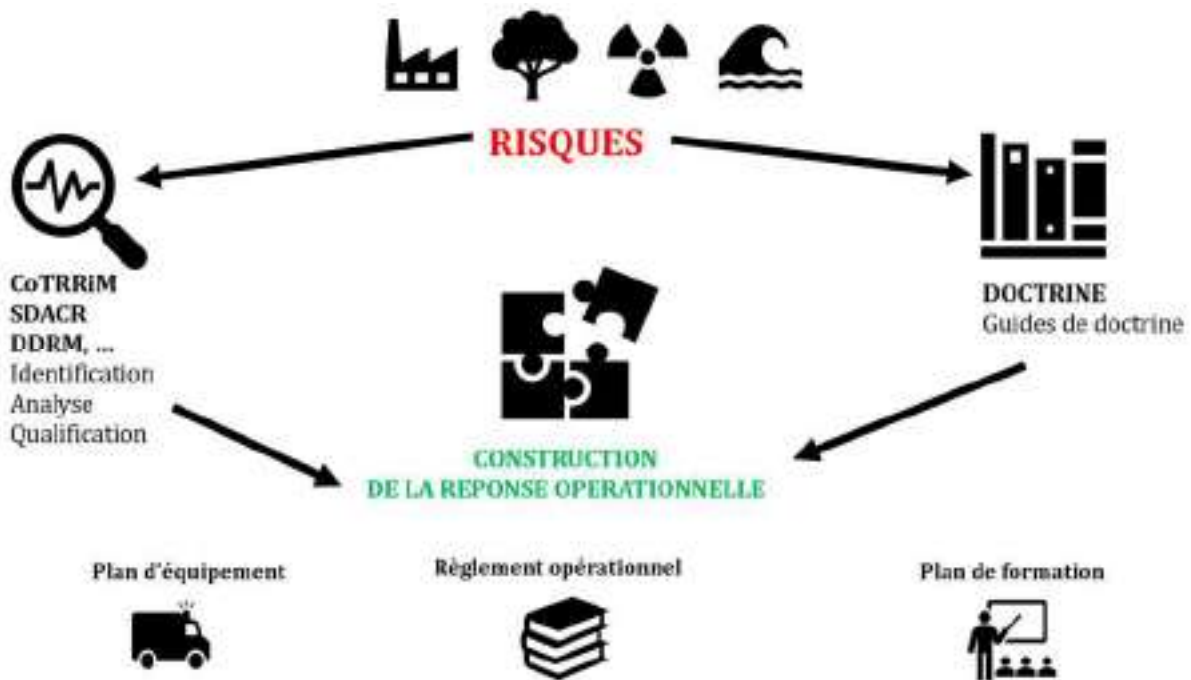 RISQUES
CoTRRiM
SDACR
DDRM, ...
Identification
Analyse
Qualification
DOCTRINE
Guides de doctrine
CONSTRUCTION
DE LA REPONSE OPERATIONNELLE
Plan d'équipement
Règlement opérationnel
Plan de formation